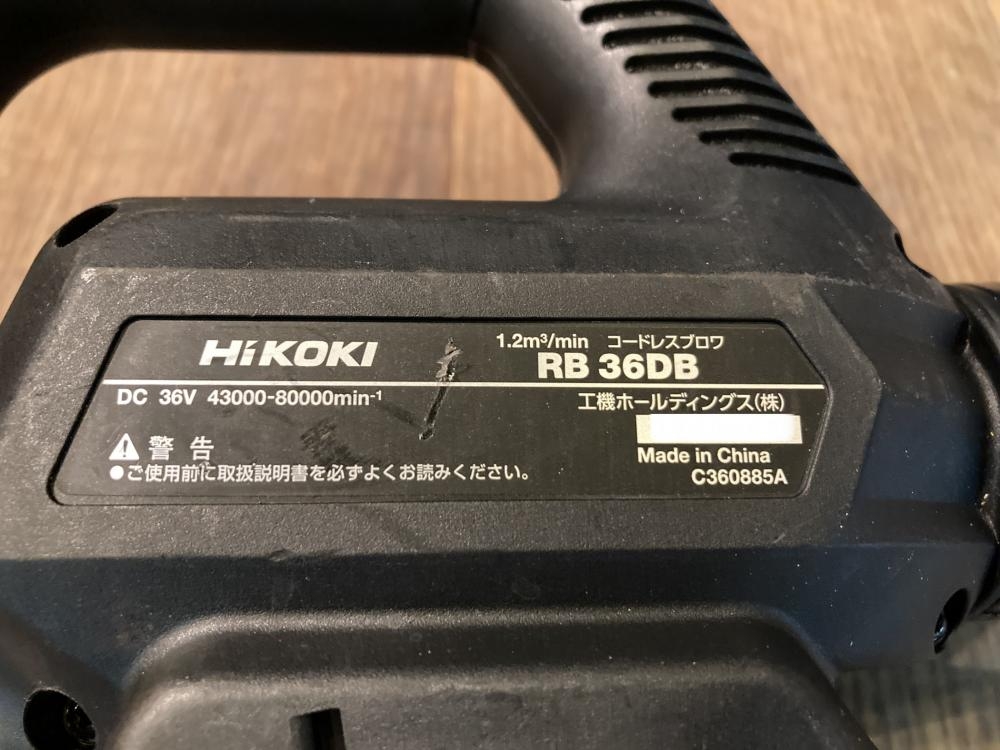 HiKOKI
1.2m³/min コードレスブロワ
RB 36DB
DC 36V 43000-80000min⁻¹
工機ホールディングス(株)
警告
Made in China
●ご使用前に取扱説明書を必ずよくお読みください。
C360885A